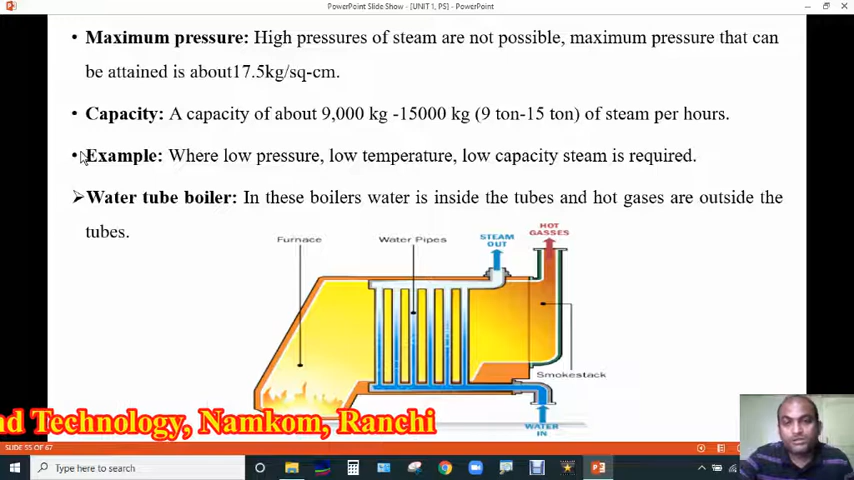 PowerPoint Slide Show - [UNIT 1, PS] - PowerPoint
• Maximum pressure: High pressures of steam are not possible, maximum pressure that can
be attained is about17.5kg/sq-cm.
• Capacity: A capacity of about 9,000 kg -15000 kg (9 ton-15 ton) of steam per hours.
• Example: Where low pressure, low temperature, low capacity steam is required.
➢Water tube boiler: In these boilers water is inside the tubes and hot gases are outside the
tubes.
Furnace
Water Pipes
STEAM
OUT
HOT
GASSES
Smokestack
WATER
IN
nd Technology, Namkom, Ranchi
SLIDE 55 OF 67
Type here to search